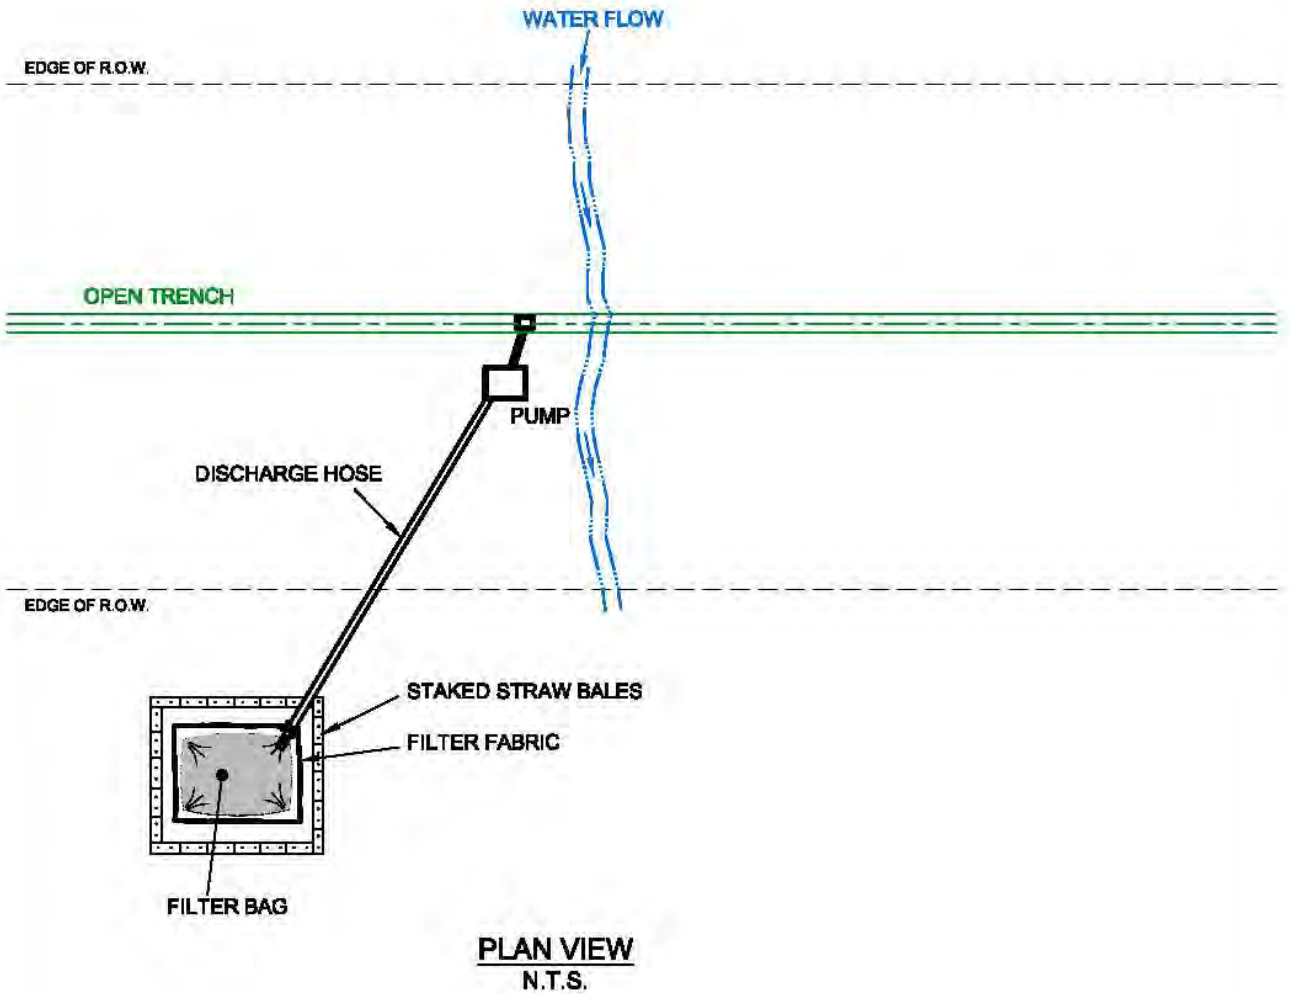 WATER FLOW
EDGE OF R.O.W.
OPEN TRENCH
PUMP
DISCHARGE HOSE
EDGE OF R.O.W.
STAKED STRAW BALES
FILTER FABRIC
FILTER BAG
PLAN VIEW
N.T.S.